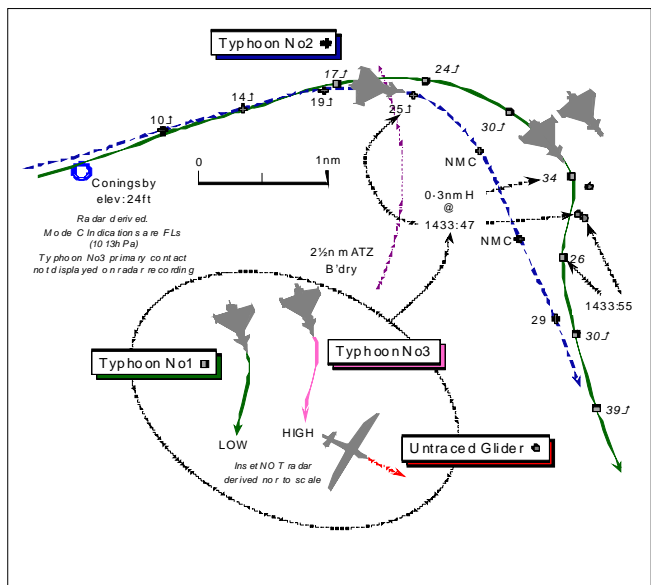 Typhoon No2
17
24
14
19
25
10
30
NMC
34
0
1nm
Coningsby
elev:24ft
0·3nmH
@
1433:47
Radar derived.
Mode C Indications are FLs
(1013hPa)
Typhoon No3 primary contact
not displayed on radar recording
2½nm ATZ
B'dry
NMC
26
1433:55
29
30
39
Typhoon No1
Typhoon No3
LOW
HIGH
Untraced Glider
Inset NOT radar
derived nor to scale